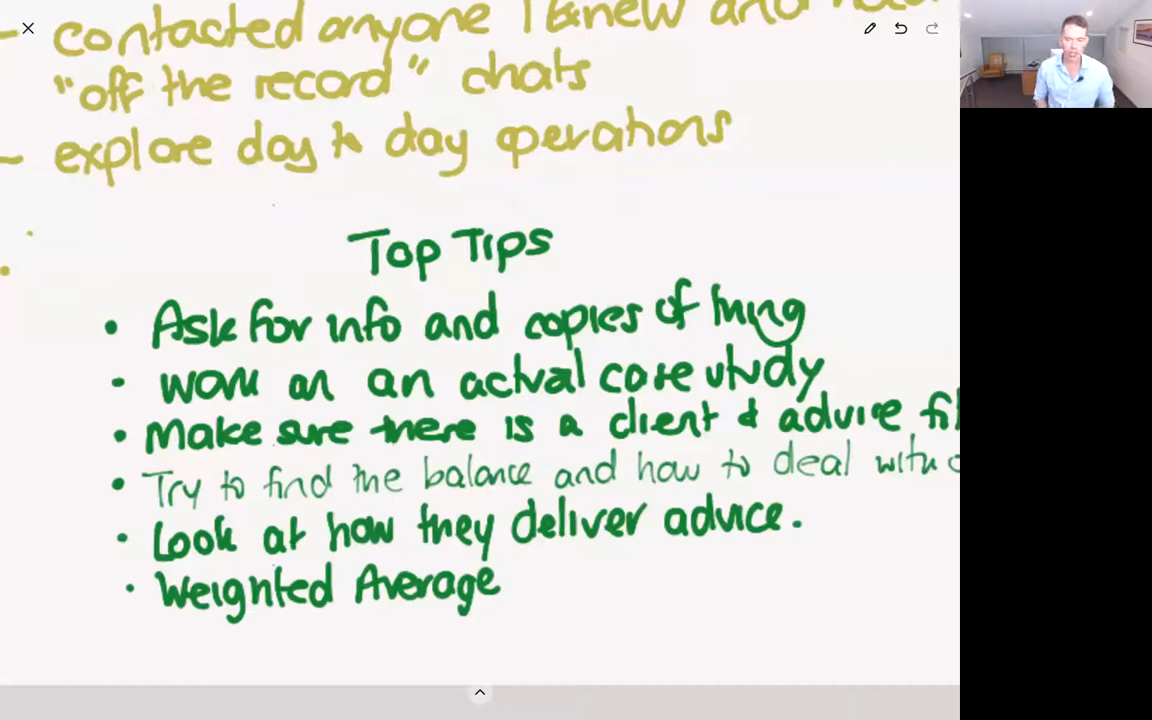 - contacted anyone I knew and
"off the record" chats
- explore day to day operations
Top Tips
• Ask for info and copies of thing
• work on an actual case study
• Make sure there is a client & advice
• Try to find the balance and how to deal with
• Look at how they deliver advice.
• Weighted Average